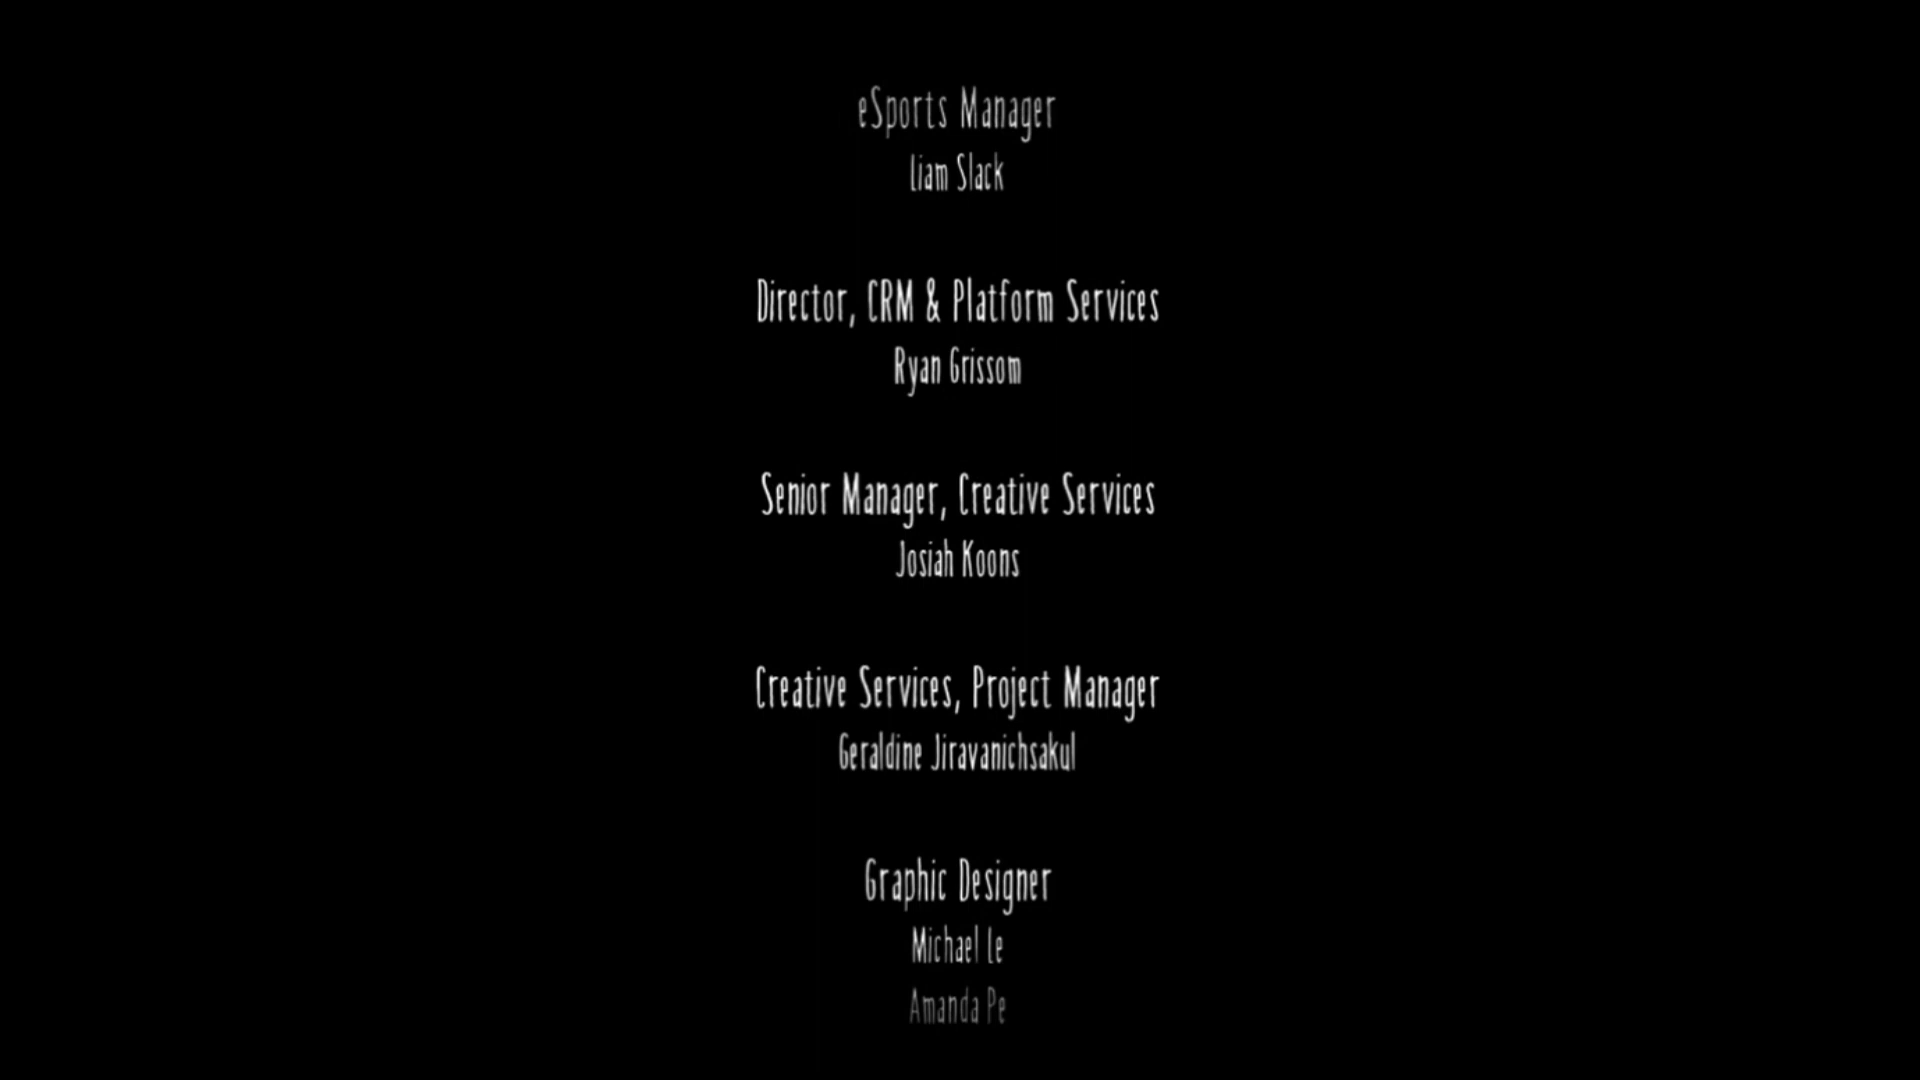 eSports Manager
Liam Slack
Director, CRM & Platform Services
Ryan Grissom
Senior Manager, Creative Services
Josiah Koons
Creative Services, Project Manager
Geraldine Jiravanichsakul
Graphic Designer
Michael Le
Amanda Pe